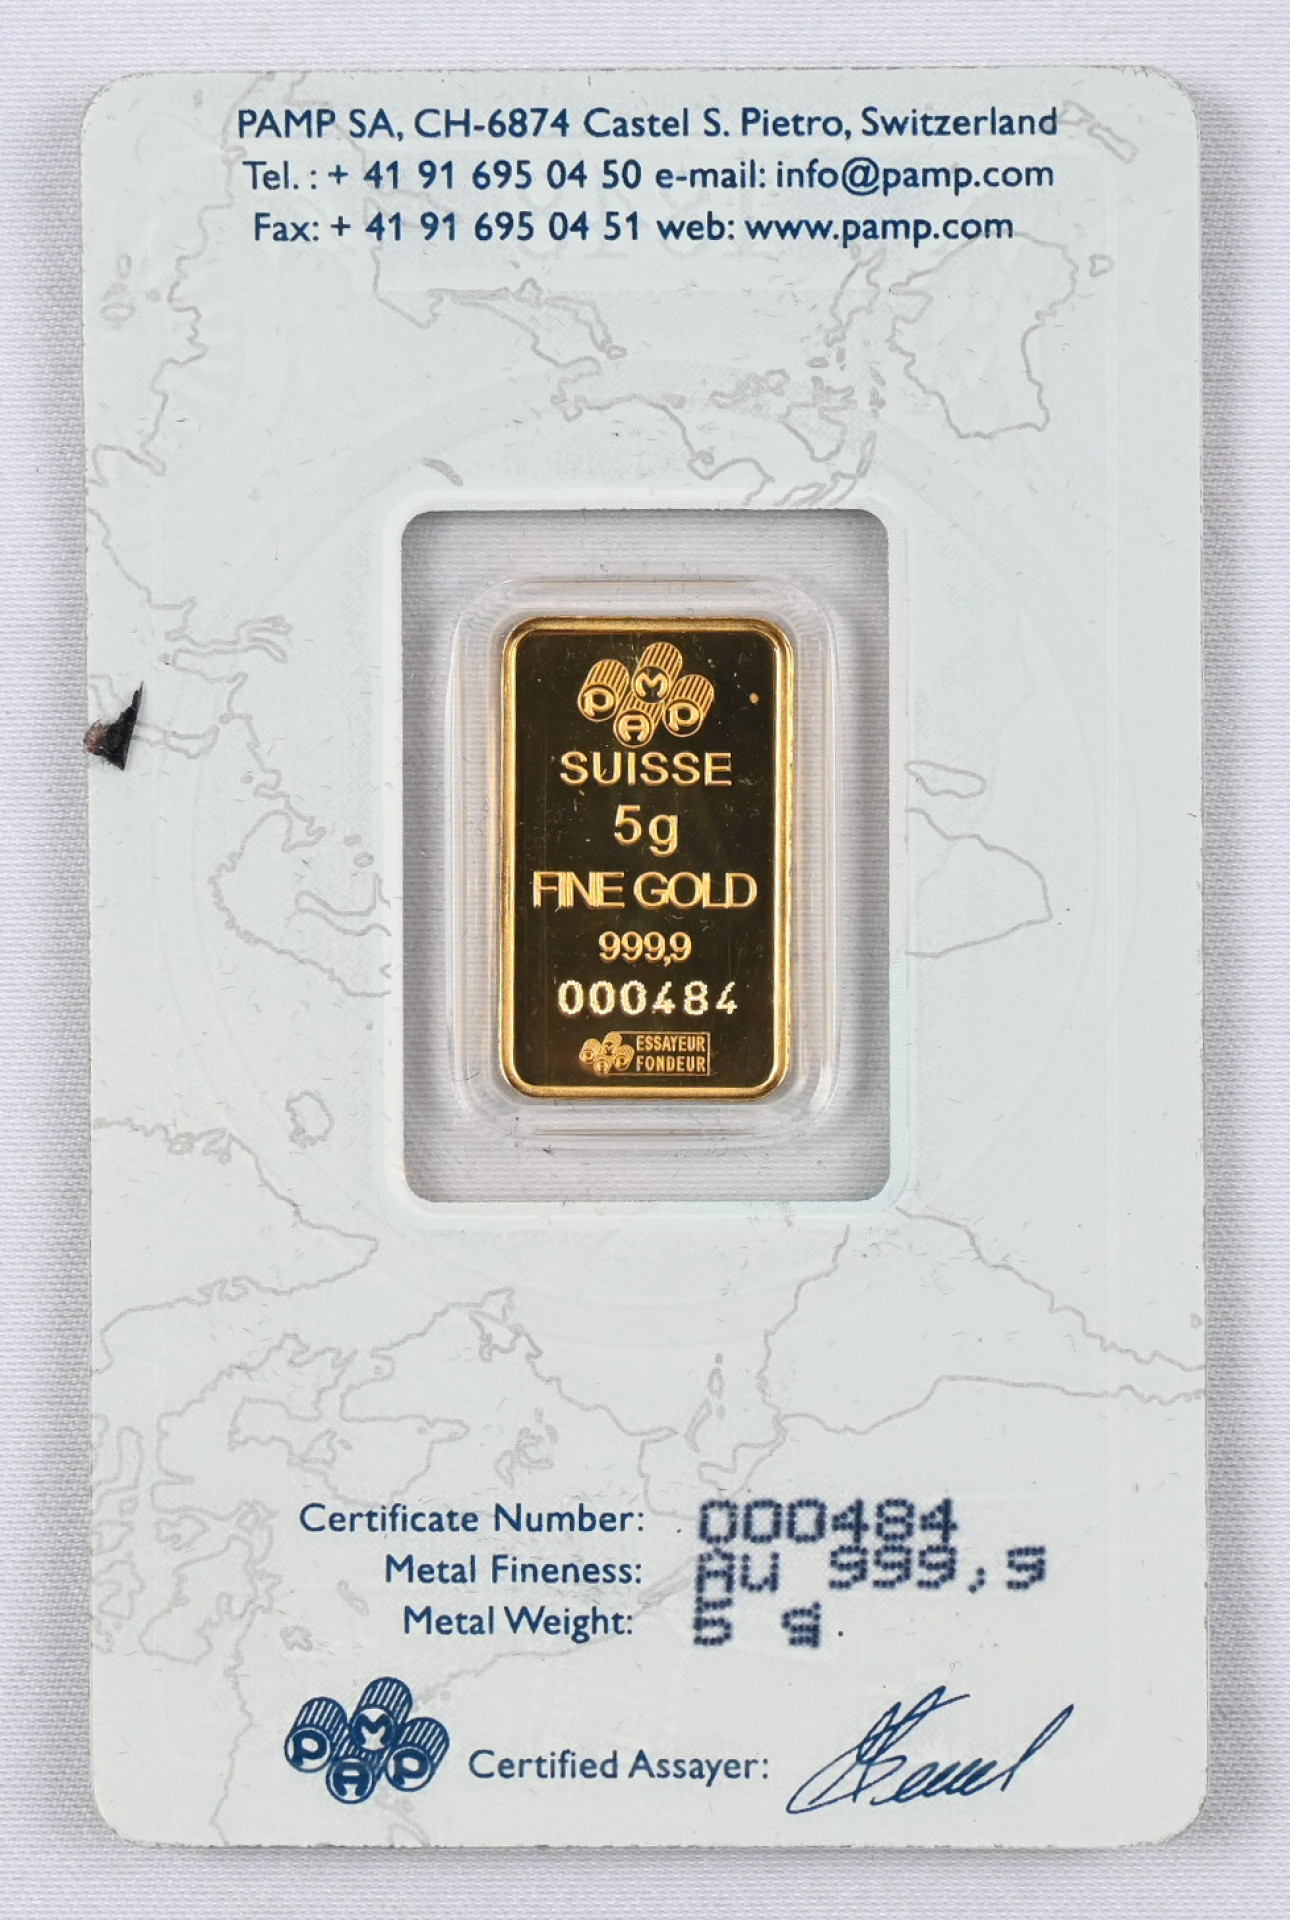 PAMP SA, CH-6874 Castel S. Pietro, Switzerland
Tel. : + 41 91 695 04 50 e-mail: info@pamp.com
Fax: + 41 91 695 04 51 web: www.pamp.com
PAMP
SUISSE
5g
FINE GOLD
999,9
000484
PAMP ESSAYEUR
FONDEUR
Certificate Number: 000484
Metal Fineness: Au 999,9
Metal Weight: 5 g
PAMP Certified Assayer: